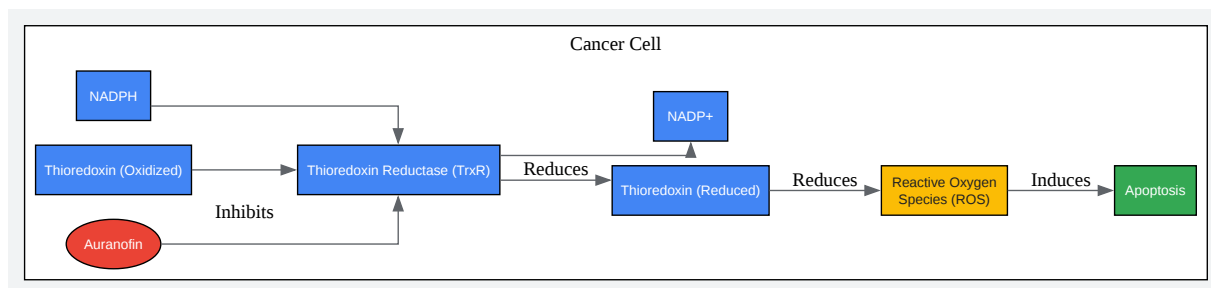 Cancer Cell
NADPH
NADP+
Thioredoxin (Oxidized)
Thioredoxin Reductase (TrxR)
Reduces
Thioredoxin (Reduced)
Reduces
Reactive Oxygen
Species (ROS)
Induces
Apoptosis
Inhibits
Auranofin